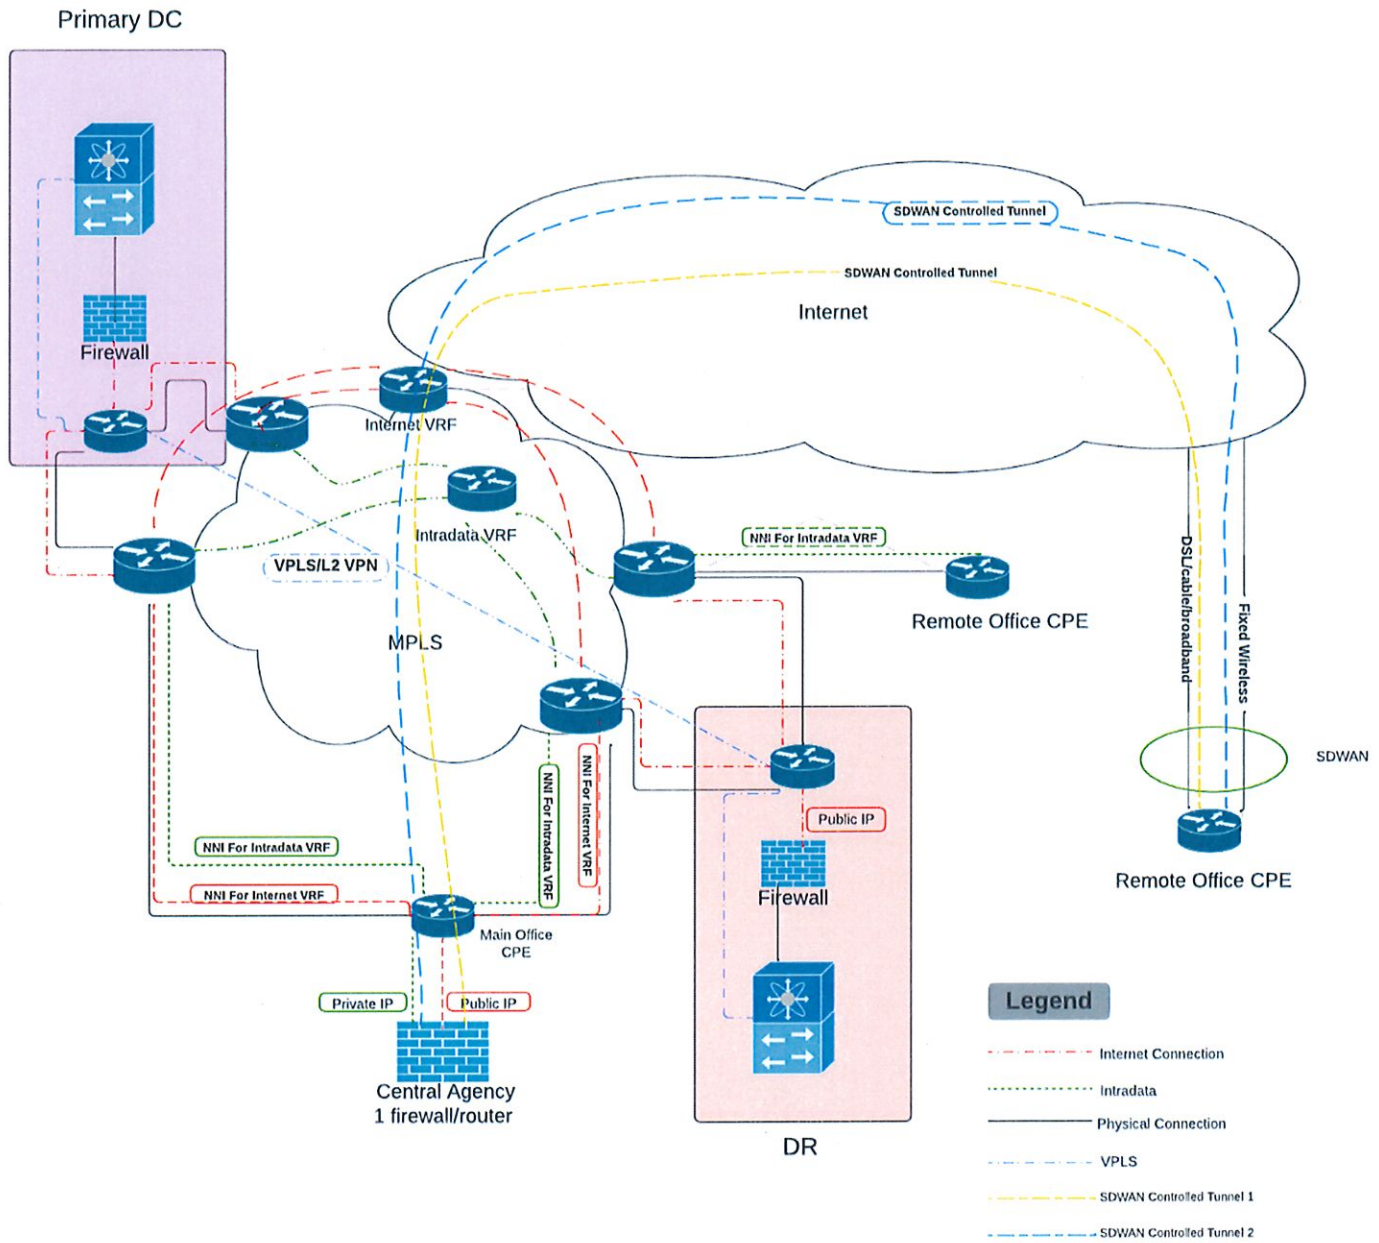 Primary DC
SDWAN Controlled Tunnel
SDWAN Controlled Tunnel
Internet
Firewall
Internet VRF
Intradata VRF
NNI For Intradata VRF
VPLS/L2 VPN
Remote Office CPE
MPLS
DSL/cable/broadband
Fixed Wireless
SDWAN
NNI For Intradata VRF
NNI For Internet VRF
Public IP
NNI For Intradata VRF
NNI For Internet VRF
Firewall
Remote Office CPE
Main Office
CPE
Private IP
Public IP
Central Agency
1 firewall/router
DR
Legend
Internet Connection
Intradata
Physical Connection
VPLS
SDWAN Controlled Tunnel 1
SDWAN Controlled Tunnel 2